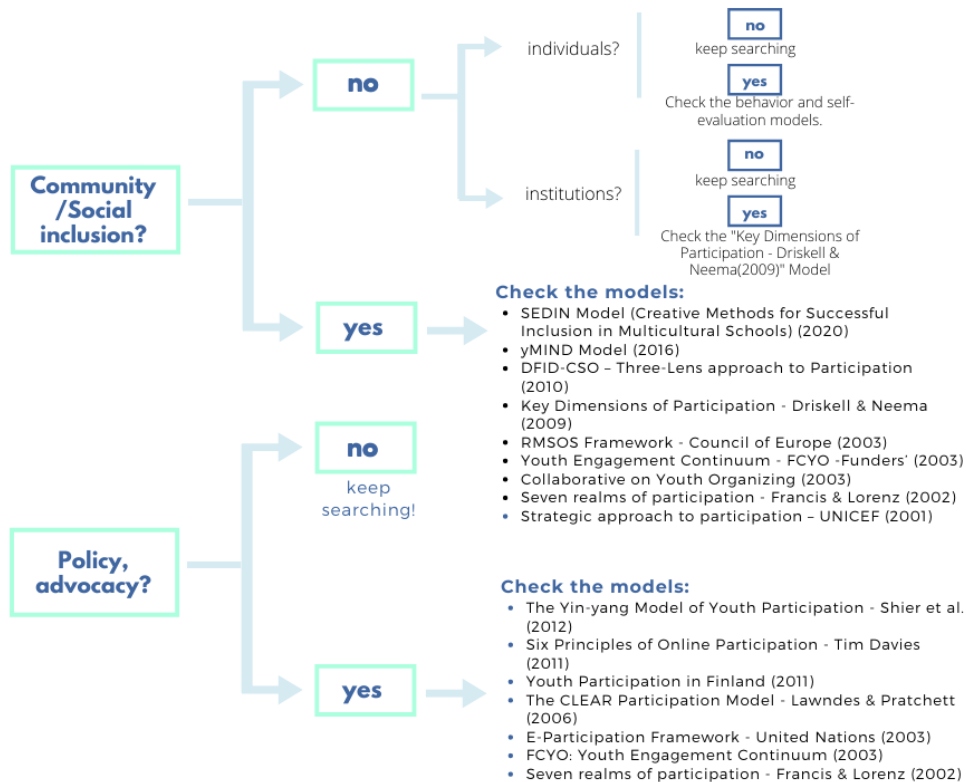 Community
/Social
inclusion?
no
individuals?
no
keep searching
yes
Check the behavior and self-
evaluation models.
institutions?
no
keep searching
yes
Check the "Key Dimensions of
Participation - Driskell &
Neema(2009)" Model
yes
Check the models:
• SEDIN Model (Creative Methods for Successful
Inclusion in Multicultural Schools) (2020)
• yMIND Model (2016)
• DFID-CSO – Three-Lens approach to Participation
(2010)
• Key Dimensions of Participation - Driskell & Neema
(2009)
• RMSOS Framework - Council of Europe (2003)
• Youth Engagement Continuum - FCYO -Funders’ (2003)
• Collaborative on Youth Organizing (2003)
• Seven realms of participation - Francis & Lorenz (2002)
• Strategic approach to participation – UNICEF (2001)
Policy,
advocacy?
no
keep
searching!
yes
Check the models:
• The Yin-yang Model of Youth Participation - Shier et al.
(2012)
• Six Principles of Online Participation - Tim Davies
(2011)
• Youth Participation in Finland (2011)
• The CLEAR Participation Model - Lawndes & Pratchett
(2006)
• E-Participation Framework - United Nations (2003)
• FCYO: Youth Engagement Continuum (2003)
• Seven realms of participation - Francis & Lorenz (2002)